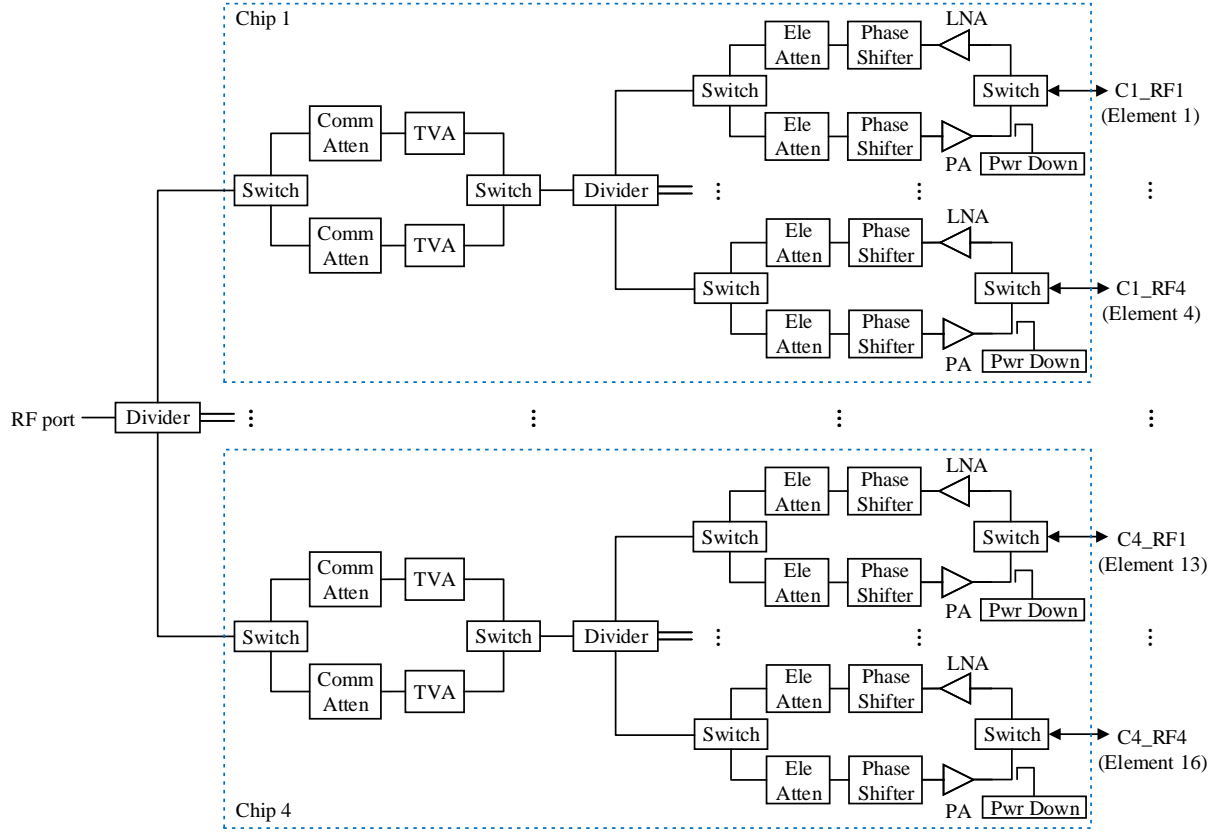 Chip 1
LNA
Ele
Atten
Phase
Shifter
Switch
Switch
C1_RF1
(Element 1)
Comm
Atten
TVA
Ele
Atten
Phase
Shifter
PA
Pwr Down
Switch
Switch
Divider
LNA
Comm
Atten
TVA
Ele
Atten
Phase
Shifter
Switch
Switch
C1_RF4
(Element 4)
Ele
Atten
Phase
Shifter
PA
Pwr Down
RF port
Divider
LNA
Ele
Atten
Phase
Shifter
Switch
Switch
C4_RF1
(Element 13)
Comm
Atten
TVA
Ele
Atten
Phase
Shifter
PA
Pwr Down
Switch
Switch
Divider
LNA
Comm
Atten
TVA
Ele
Atten
Phase
Shifter
Switch
Switch
C4_RF4
(Element 16)
Ele
Atten
Phase
Shifter
PA
Pwr Down
Chip 4